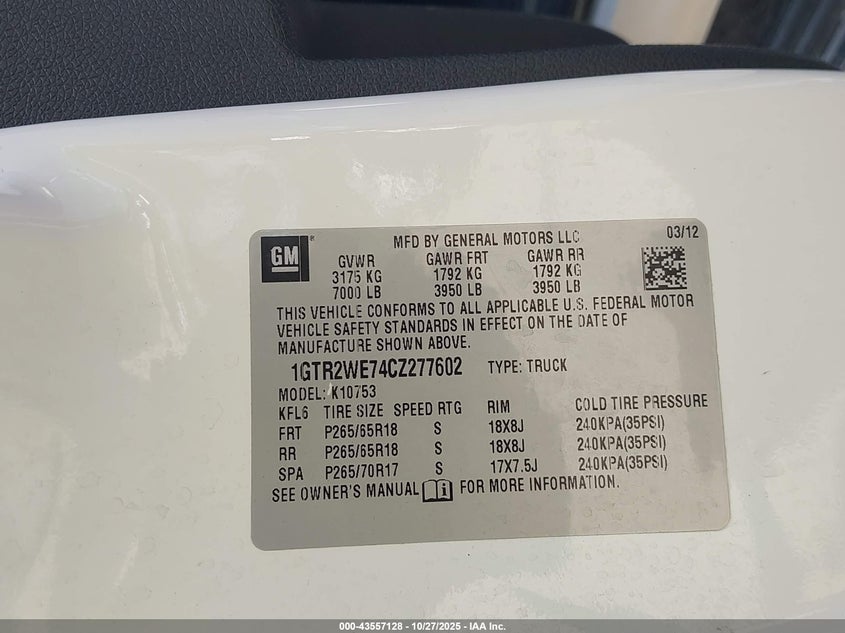 GM ®
MFD BY GENERAL MOTORS LLC 03/12
GVWR GAWR FRT GAWR RR
3175 KG 1792 KG 1792 KG
7000 LB 3950 LB 3950 LB
THIS VEHICLE CONFORMS TO ALL APPLICABLE U.S. FEDERAL MOTOR
VEHICLE SAFETY STANDARDS IN EFFECT ON THE DATE OF
MANUFACTURE SHOWN ABOVE.
1GTR2WE74CZ277602 TYPE: TRUCK
MODEL: K10753
KFL6 TIRE SIZE SPEED RTG RIM COLD TIRE PRESSURE
FRT P265/65R18 S 18X8J 240KPA(35PSI)
RR P265/65R18 S 18X8J 240KPA(35PSI)
SPA P265/70R17 S 17X7.5J 240KPA(35PSI)
SEE OWNER'S MANUAL i FOR MORE INFORMATION.
000-43557128 - 10/27/2025 - IAA Inc.